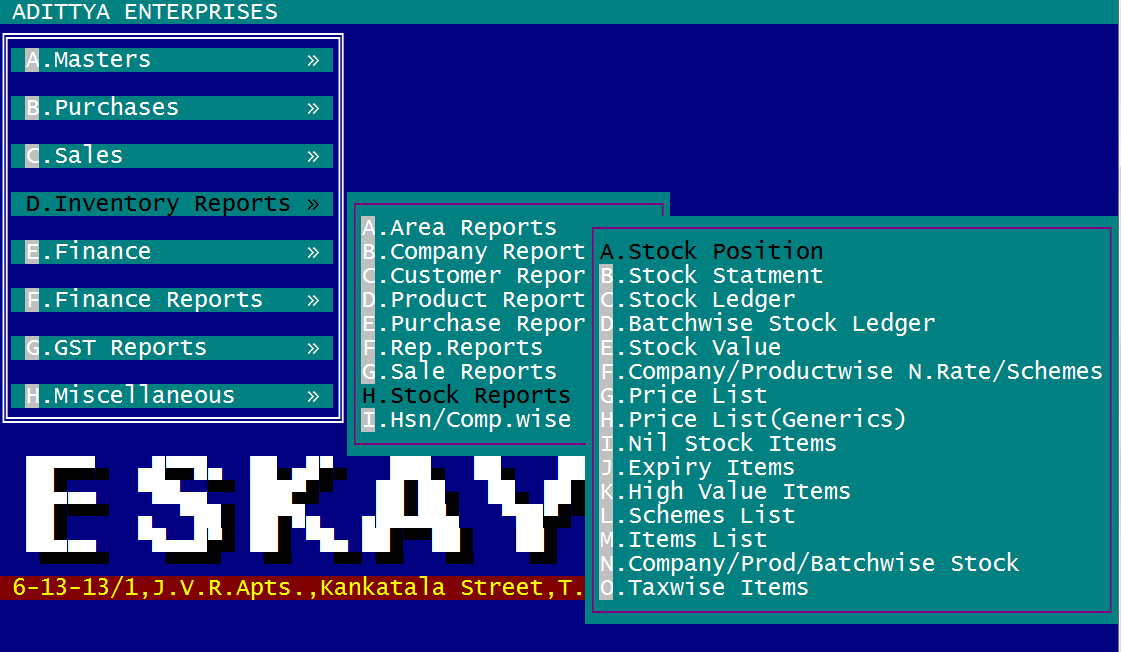 ADITTYA ENTERPRISES
A.Masters »
B.Purchases »
C.Sales »
D.Inventory Reports »
E.Finance »
F.Finance Reports »
G.GST Reports »
H.Miscellaneous »
A.Area Reports
B.Company Report
C.Customer Repor
D.Product Report
E.Purchase Repor
F.Rep.Reports
G.Sale Reports
H.Stock Reports
I.Hsn/Comp.wise
A.Stock Position
B.Stock Statment
C.Stock Ledger
D.Batchwise Stock Ledger
E.Stock Value
F.Company/Productwise N.Rate/Schemes
G.Price List
H.Price List(Generics)
I.Nil Stock Items
J.Expiry Items
K.High Value Items
L.Schemes List
M.Items List
N.Company/Prod/Batchwise Stock
O.Taxwise Items
ESKAY
6-13-13/1,J.V.R.Apts.,Kankatala Street,T.